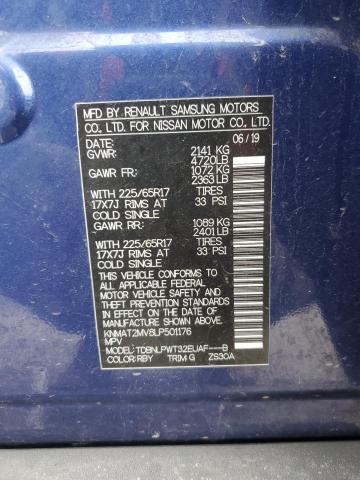 MFD BY RENAULT SAMSUNG MOTORS
CO. LTD. FOR NISSAN MOTOR CO., LTD.
DATE: 06/19
GVWR: 2141 KG
4720LB
GAWR FR: 1072 KG
2363LB
WITH 225/65R17 TIRES
17X7J RIMS AT 33 PSI
COLD SINGLE
GAWR RR: 1089 KG
2401LB
WITH 225/65R17 TIRES
17X7J RIMS AT 33 PSI
COLD SINGLE
THIS VEHICLE CONFORMS TO
ALL APPLICABLE FEDERAL MOTOR
VEHICLE SAFETY STANDARDS
AND THEFT PREVENTION STANDARDS
IN EFFECT ON THE DATE OF
MANUFACTURE SHOWN ABOVE.
KNMAT2MV8LP501176
MPV
MODEL: TDBNLPWT32EUAF---B
COLOR:RBY TRIM:G ZS30A